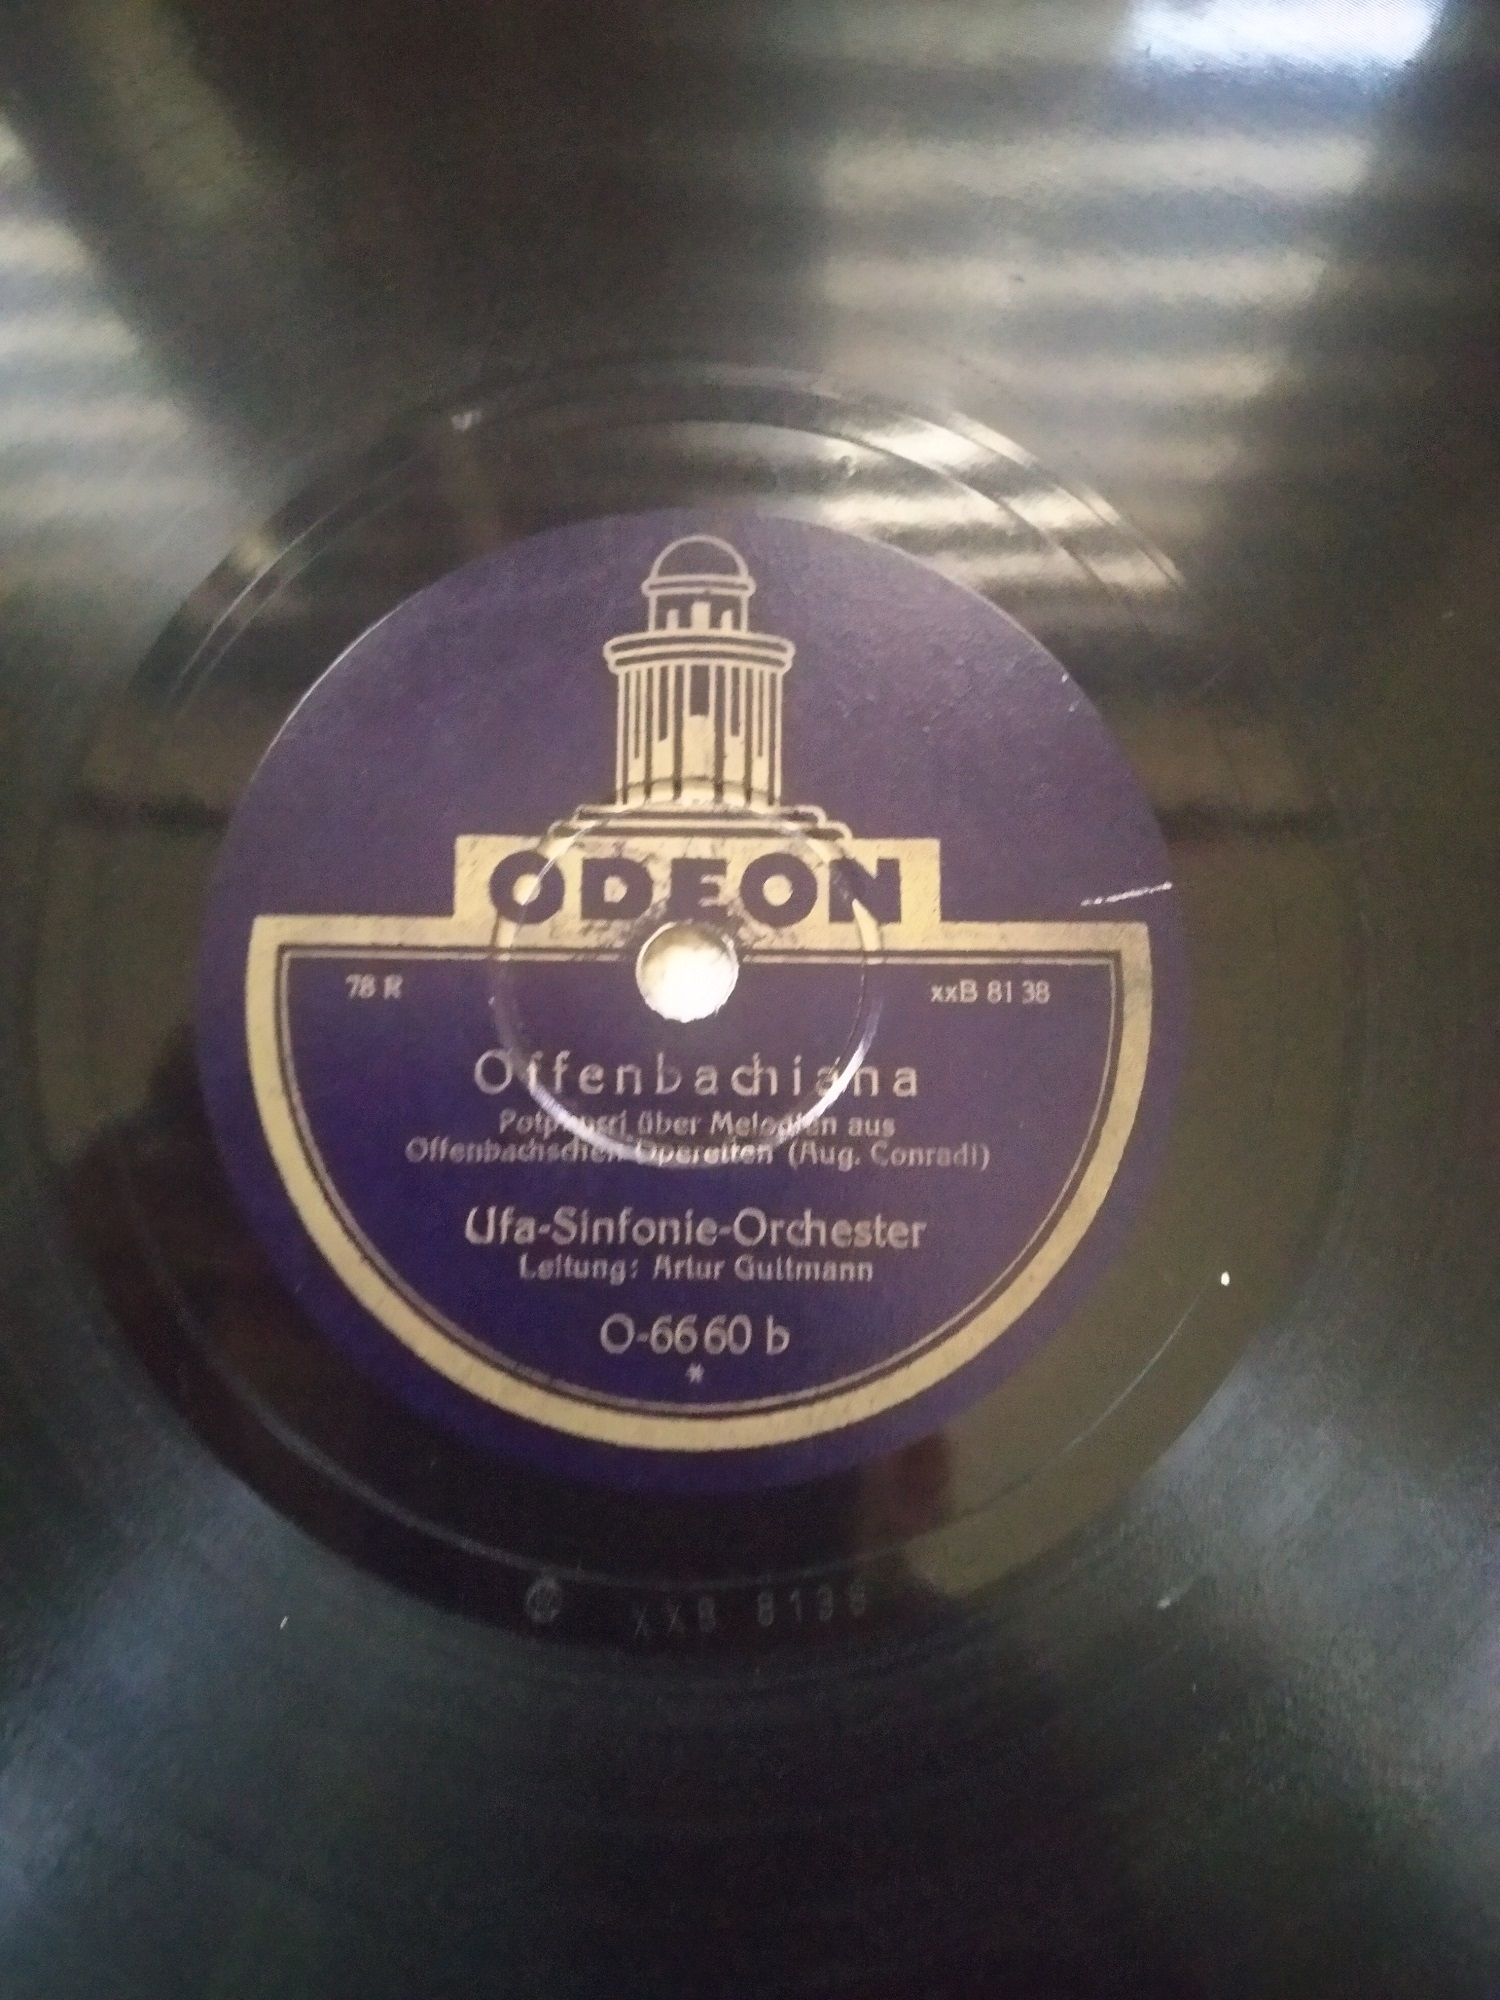 ODEON
78 R
xxB 81 38
Offenbachiana
Potpourri über Melodien aus
Offenbachschen Operetten (Aug. Conradi)
Ufa-Sinfonie-Orchester
Leitung: Artur Guttmann
O-6660 b
*
XXB 8138